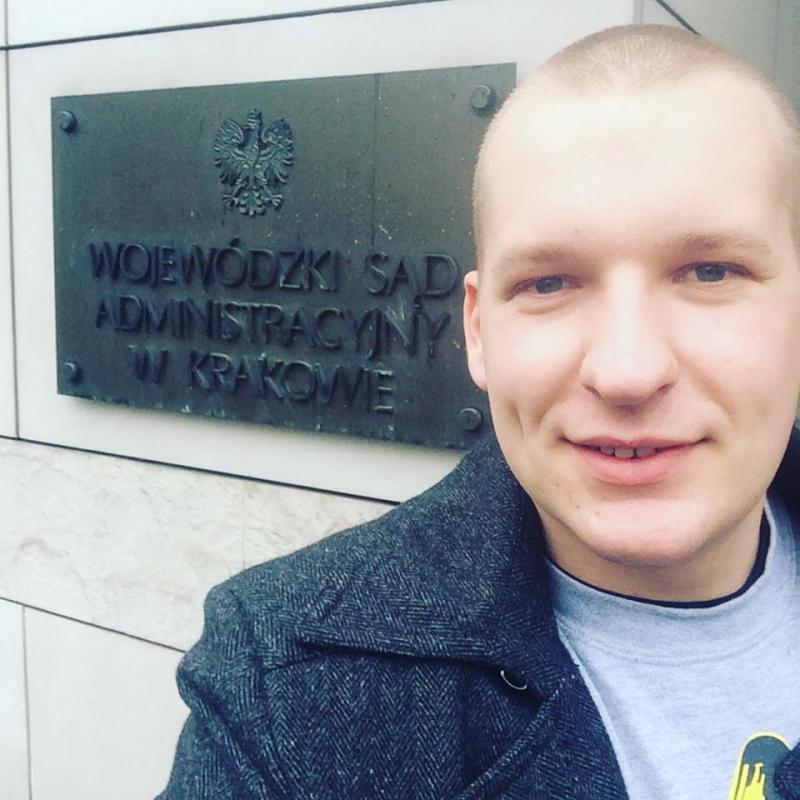 WOJEWÓDZKI SĄD
ADMINISTRACYJNY
W KRAKOWIE